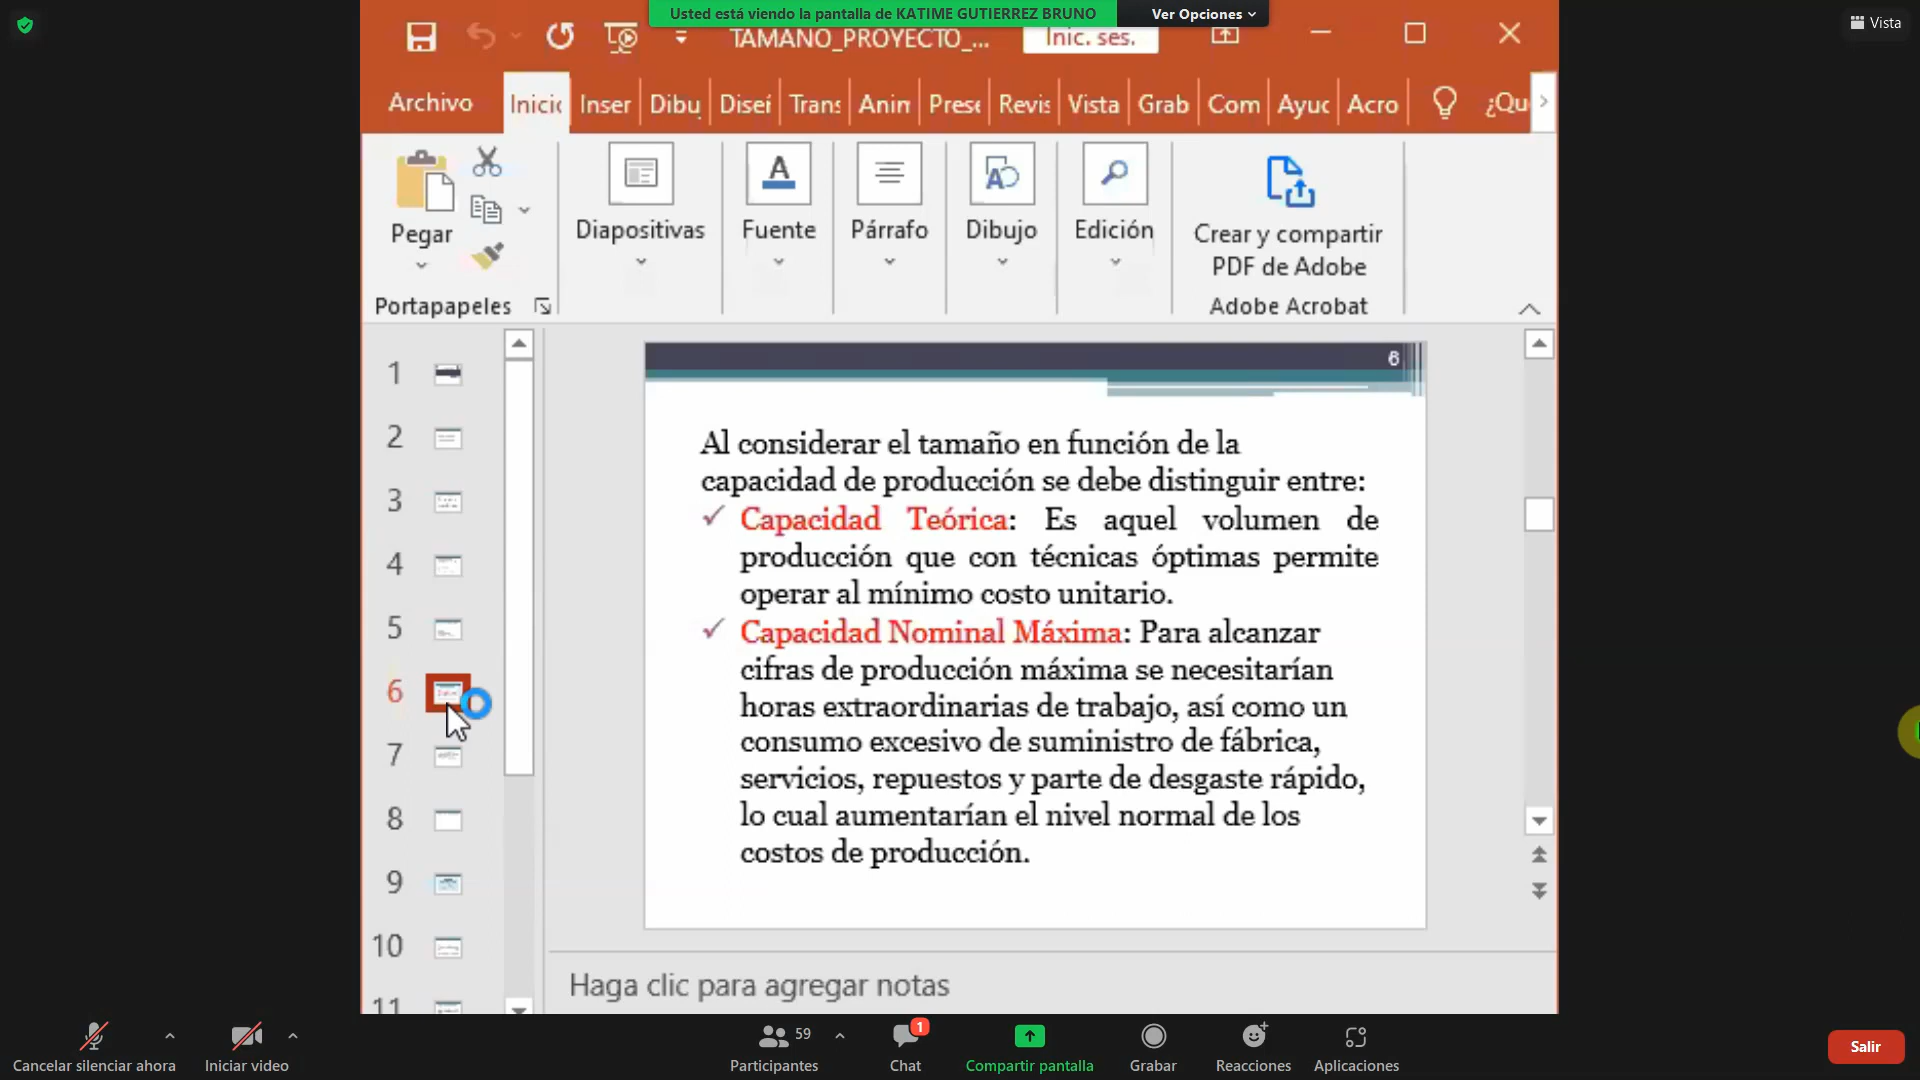 Usted está viendo la pantalla de KATIME GUTIERREZ BRUNO
Ver Opciones
Vista
TAMANO_PROYECTO_...
Inic. ses.
Archivo
Inicic
Inser
Dibu
Diseí
Trans
Anin
Prese
Revis
Vista
Grab
Com
Ayuc
Acro
¿Qu
Pegar
Diapositivas
Fuente
Párrafo
Dibujo
Edición
Crear y compartir
PDF de Adobe
Portapapeles
Adobe Acrobat
1
2
3
4
5
6
7
8
9
10
11
6
Al considerar el tamaño en función de la
capacidad de producción se debe distinguir entre:
✓ Capacidad Teórica: Es aquel volumen de
producción que con técnicas óptimas permite
operar al mínimo costo unitario.
✓ Capacidad Nominal Máxima: Para alcanzar
cifras de producción máxima se necesitarían
horas extraordinarias de trabajo, así como un
consumo excesivo de suministro de fábrica,
servicios, repuestos y parte de desgaste rápido,
lo cual aumentarían el nivel normal de los
costos de producción.
Haga clic para agregar notas
Cancelar silenciar ahora
Iniciar video
59
Participantes
1
Chat
Compartir pantalla
Grabar
Reacciones
Aplicaciones
Salir